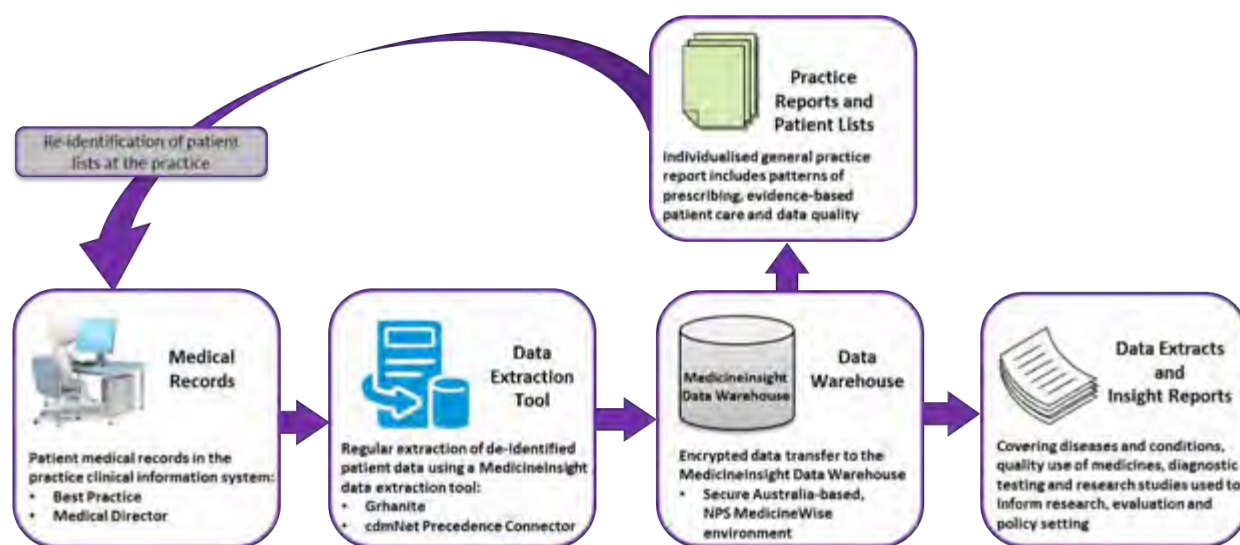 Practice
Reports and
Patient Lists
Individualised general practice
report includes patterns of
prescribing, evidence-based
patient care and data quality
Re-identification of patient
lists at the practice
Medical
Records
Patient medical records in the
practice clinical information system:
• Best Practice
• Medical Director
Data
Extraction
Tool
Regular extraction of de-identified
patient data using a MedicineInsight
data extraction tool:
• Grhanite
• cdmNet Precedence Connector
MedicineInsight
Data Warehouse
Data
Warehouse
Encrypted data transfer to the
MedicineInsight Data Warehouse
• Secure Australia-based,
NPS MedicineWise
environment
Data Extracts
and
Insight Reports
Covering diseases and conditions,
quality use of medicines, diagnostic
testing and research studies used to
inform research, evaluation and
policy setting